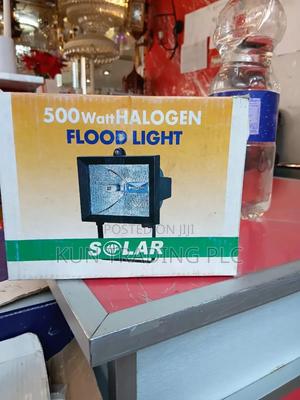 500 Watt HALOGEN
FLOOD LIGHT
POSTED ON JIJI
SOLAR
KUN TRADING PLC